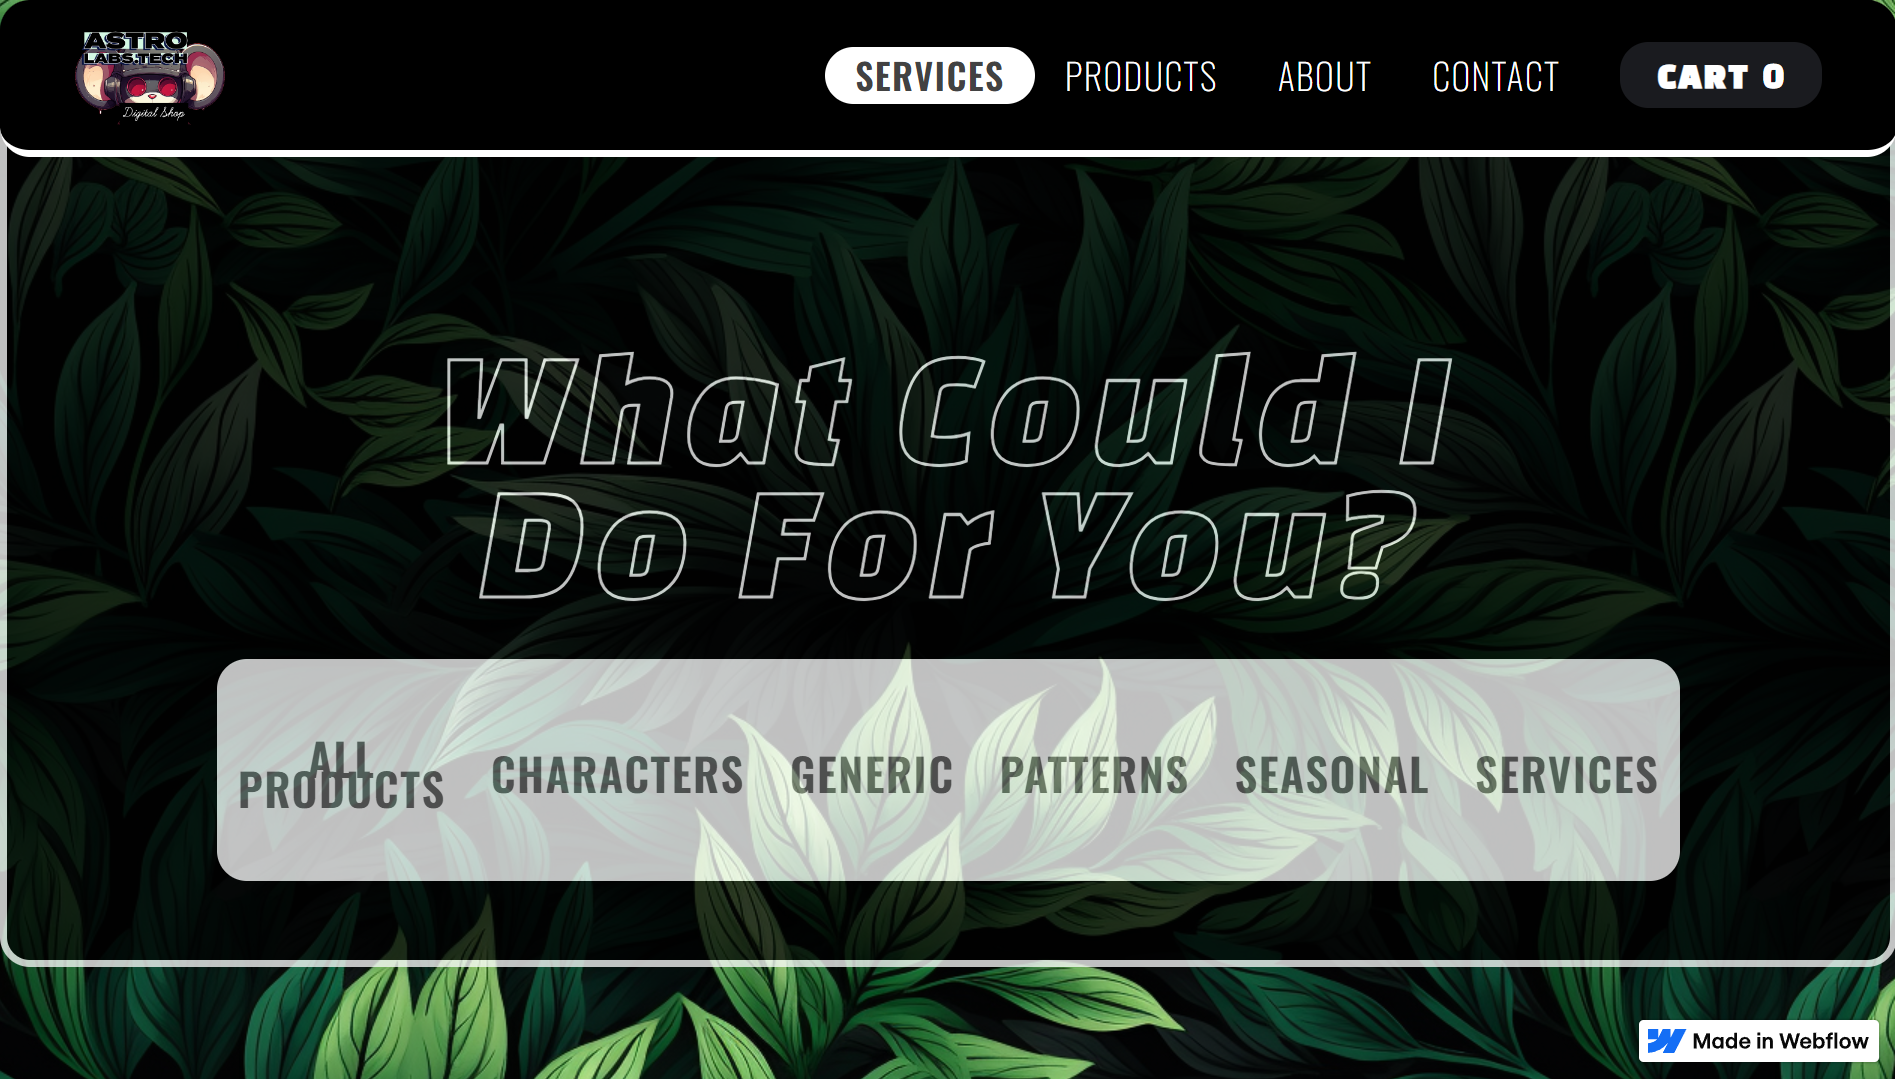 ASTRO
LABS.TECH
Digital Shop
SERVICES
PRODUCTS
ABOUT
CONTACT
CART 0
What Could I
Do For You?
ALL
PRODUCTS
CHARACTERS
GENERIC
PATTERNS
SEASONAL
SERVICES
Made in Webflow